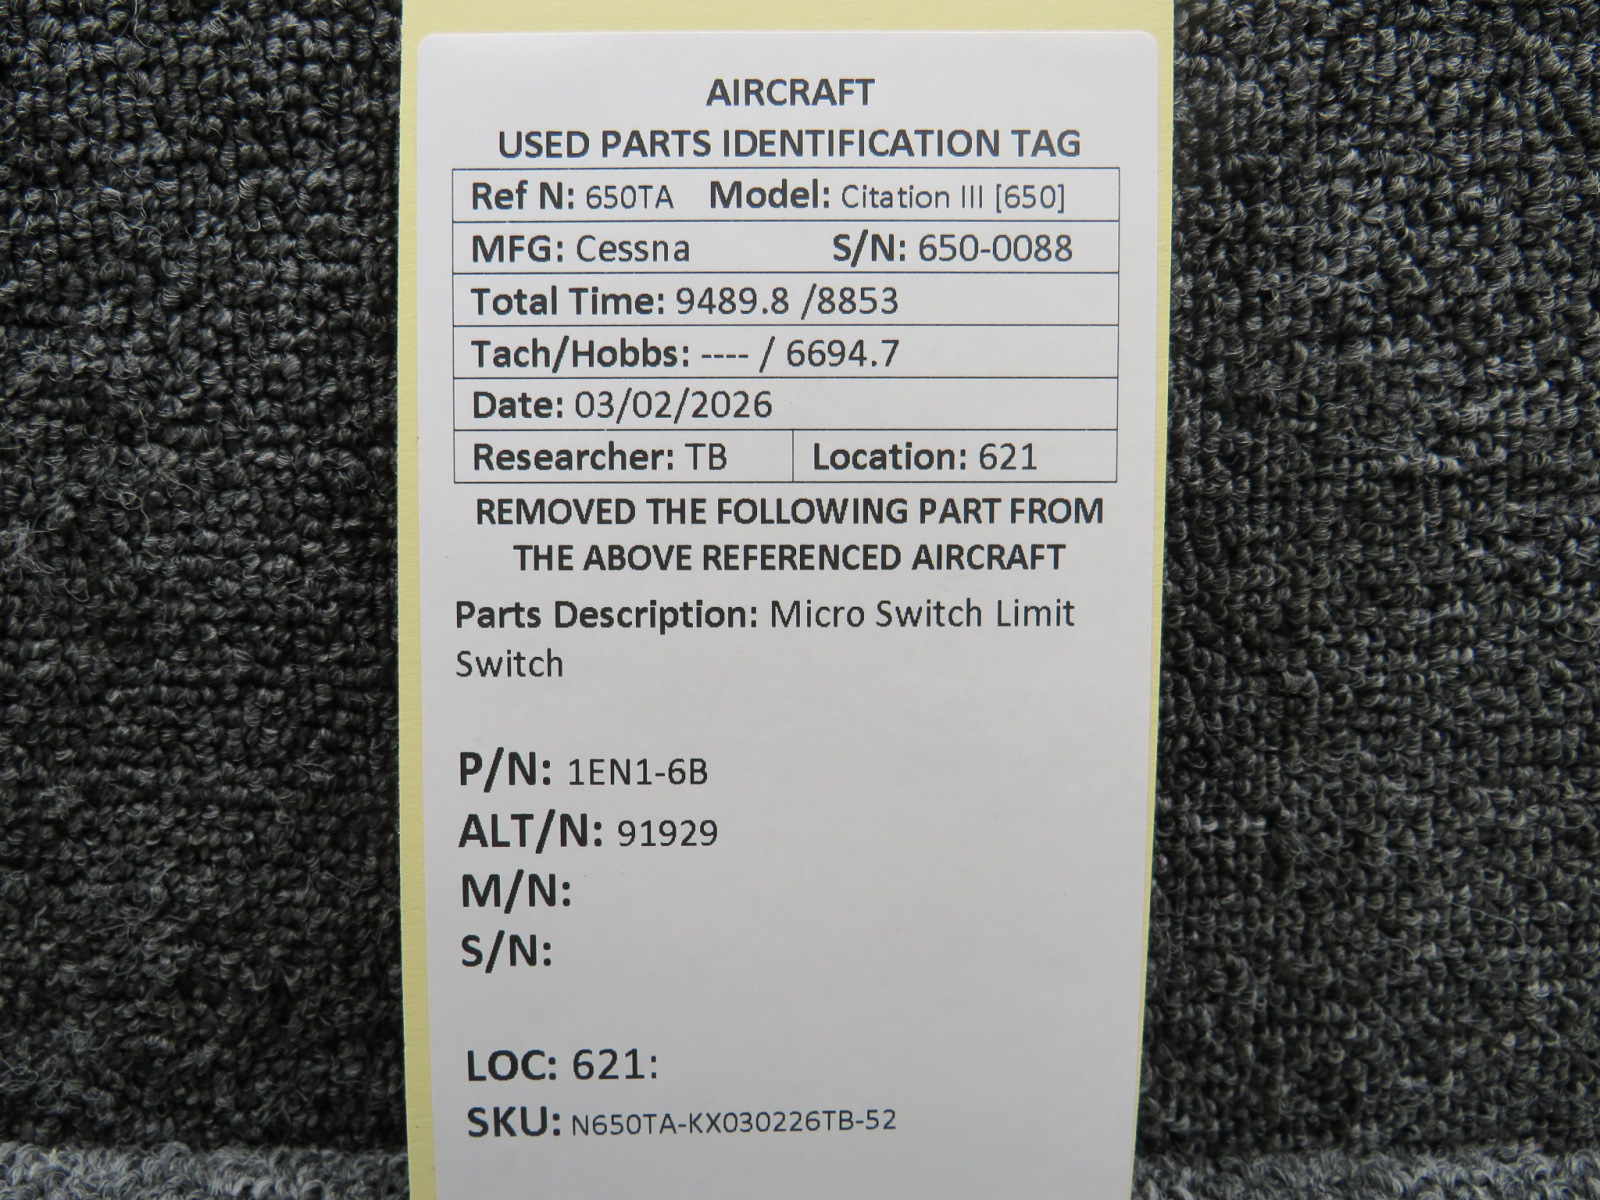 AIRCRAFT
USED PARTS IDENTIFICATION TAG
Ref N: 650TA Model: Citation III [650]
MFG: Cessna S/N: 650-0088
Total Time: 9489.8 /8853
Tach/Hobbs: ---- / 6694.7
Date: 03/02/2026
Researcher: TB Location: 621
REMOVED THE FOLLOWING PART FROM
THE ABOVE REFERENCED AIRCRAFT
Parts Description: Micro Switch Limit
Switch
P/N: 1EN1-6B
ALT/N: 91929
M/N:
S/N:
LOC: 621:
SKU: N650TA-KX030226TB-52